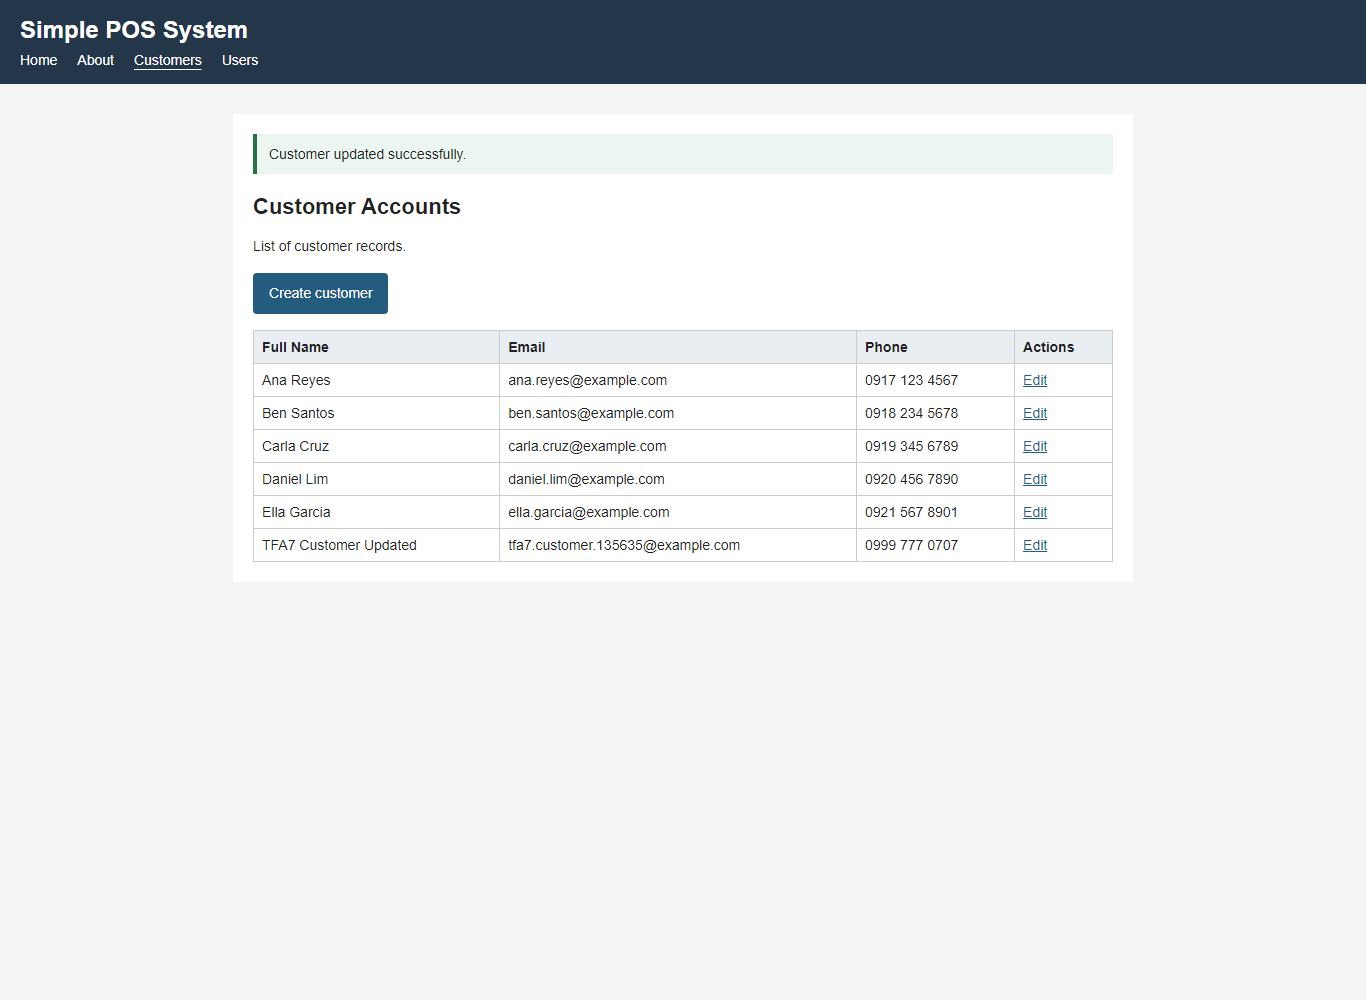 Simple POS System
Home About Customers Users
Customer updated successfully.
Customer Accounts
List of customer records.
Create customer
Full Name Email Phone Actions
Ana Reyes ana.reyes@example.com 0917 123 4567 Edit
Ben Santos ben.santos@example.com 0918 234 5678 Edit
Carla Cruz carla.cruz@example.com 0919 345 6789 Edit
Daniel Lim daniel.lim@example.com 0920 456 7890 Edit
Ella Garcia ella.garcia@example.com 0921 567 8901 Edit
TFA7 Customer Updated tfa7.customer.135635@example.com 0999 777 0707 Edit